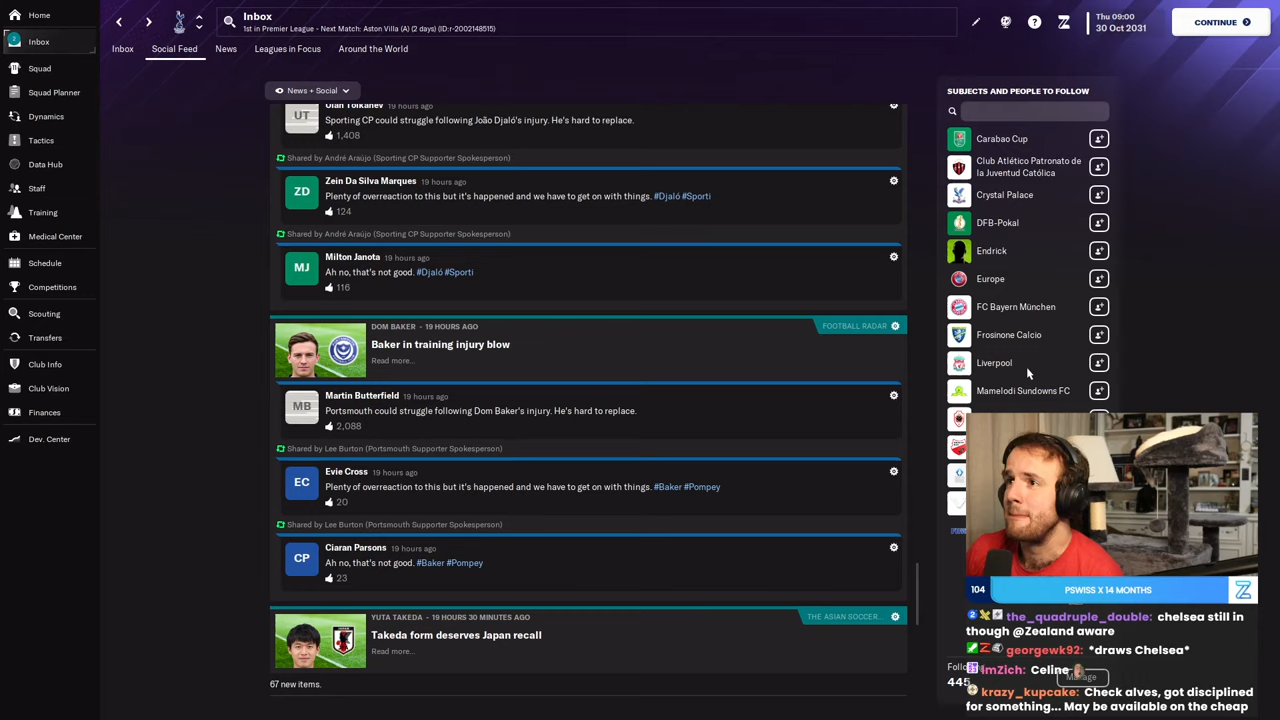 Home
2
Inbox
Squad
Squad Planner
Dynamics
Tactics
Data Hub
Staff
Training
Medical Center
Schedule
Competitions
Scouting
Transfers
Club Info
Club Vision
Finances
Dev. Center
Inbox
1st in Premier League - Next Match: Aston Villa (A) (2 days) (ID:r-2002148515)
Thu 09:00
30 Oct 2031
CONTINUE
Inbox
Social Feed
News
Leagues in Focus
Around the World
News + Social
UT
19 hours ago
Sporting CP could struggle following João Djaló's injury. He's hard to replace.
1,408
Shared by André Araújo (Sporting CP Supporter Spokesperson)
ZD
Zein Da Silva Marques 19 hours ago
Plenty of overreaction to this but it's happened and we have to get on with things. #Djaló #Sporti
124
Shared by André Araújo (Sporting CP Supporter Spokesperson)
MJ
Milton Janota 19 hours ago
Ah no, that's not good. #Djaló #Sporti
116
DOM BAKER - 19 HOURS AGO
FOOTBALL RADAR
Baker in training injury blow
Read more...
MB
Martin Butterfield 19 hours ago
Portsmouth could struggle following Dom Baker's injury. He's hard to replace.
2,088
Shared by Lee Burton (Portsmouth Supporter Spokesperson)
EC
Evie Cross 19 hours ago
Plenty of overreaction to this but it's happened and we have to get on with things. #Baker #Pompey
20
Shared by Lee Burton (Portsmouth Supporter Spokesperson)
CP
Ciaran Parsons 19 hours ago
Ah no, that's not good. #Baker #Pompey
23
YUTA TAKEDA - 19 HOURS 30 MINUTES AGO
THE ASIAN SOCCER...
Takeda form deserves Japan recall
Read more...
67 new items.
SUBJECTS AND PEOPLE TO FOLLOW
Carabao Cup
Club Atlético Patronato de
la Juventud Católica
Crystal Palace
DFB-Pokal
Endrick
Europe
FC Bayern München
Frosinone Calcio
Liverpool
Mamelodi Sundowns FC
104
PSWISS X 14 MONTHS
the_quadruple_double: chelsea still in
though @Zealand aware
georgewk92: *draws Chelsea*
ImZich: Celine
Follo
445
Manage
krazy_kupcake: Check alves, got disciplined
for something... May be available on the cheap